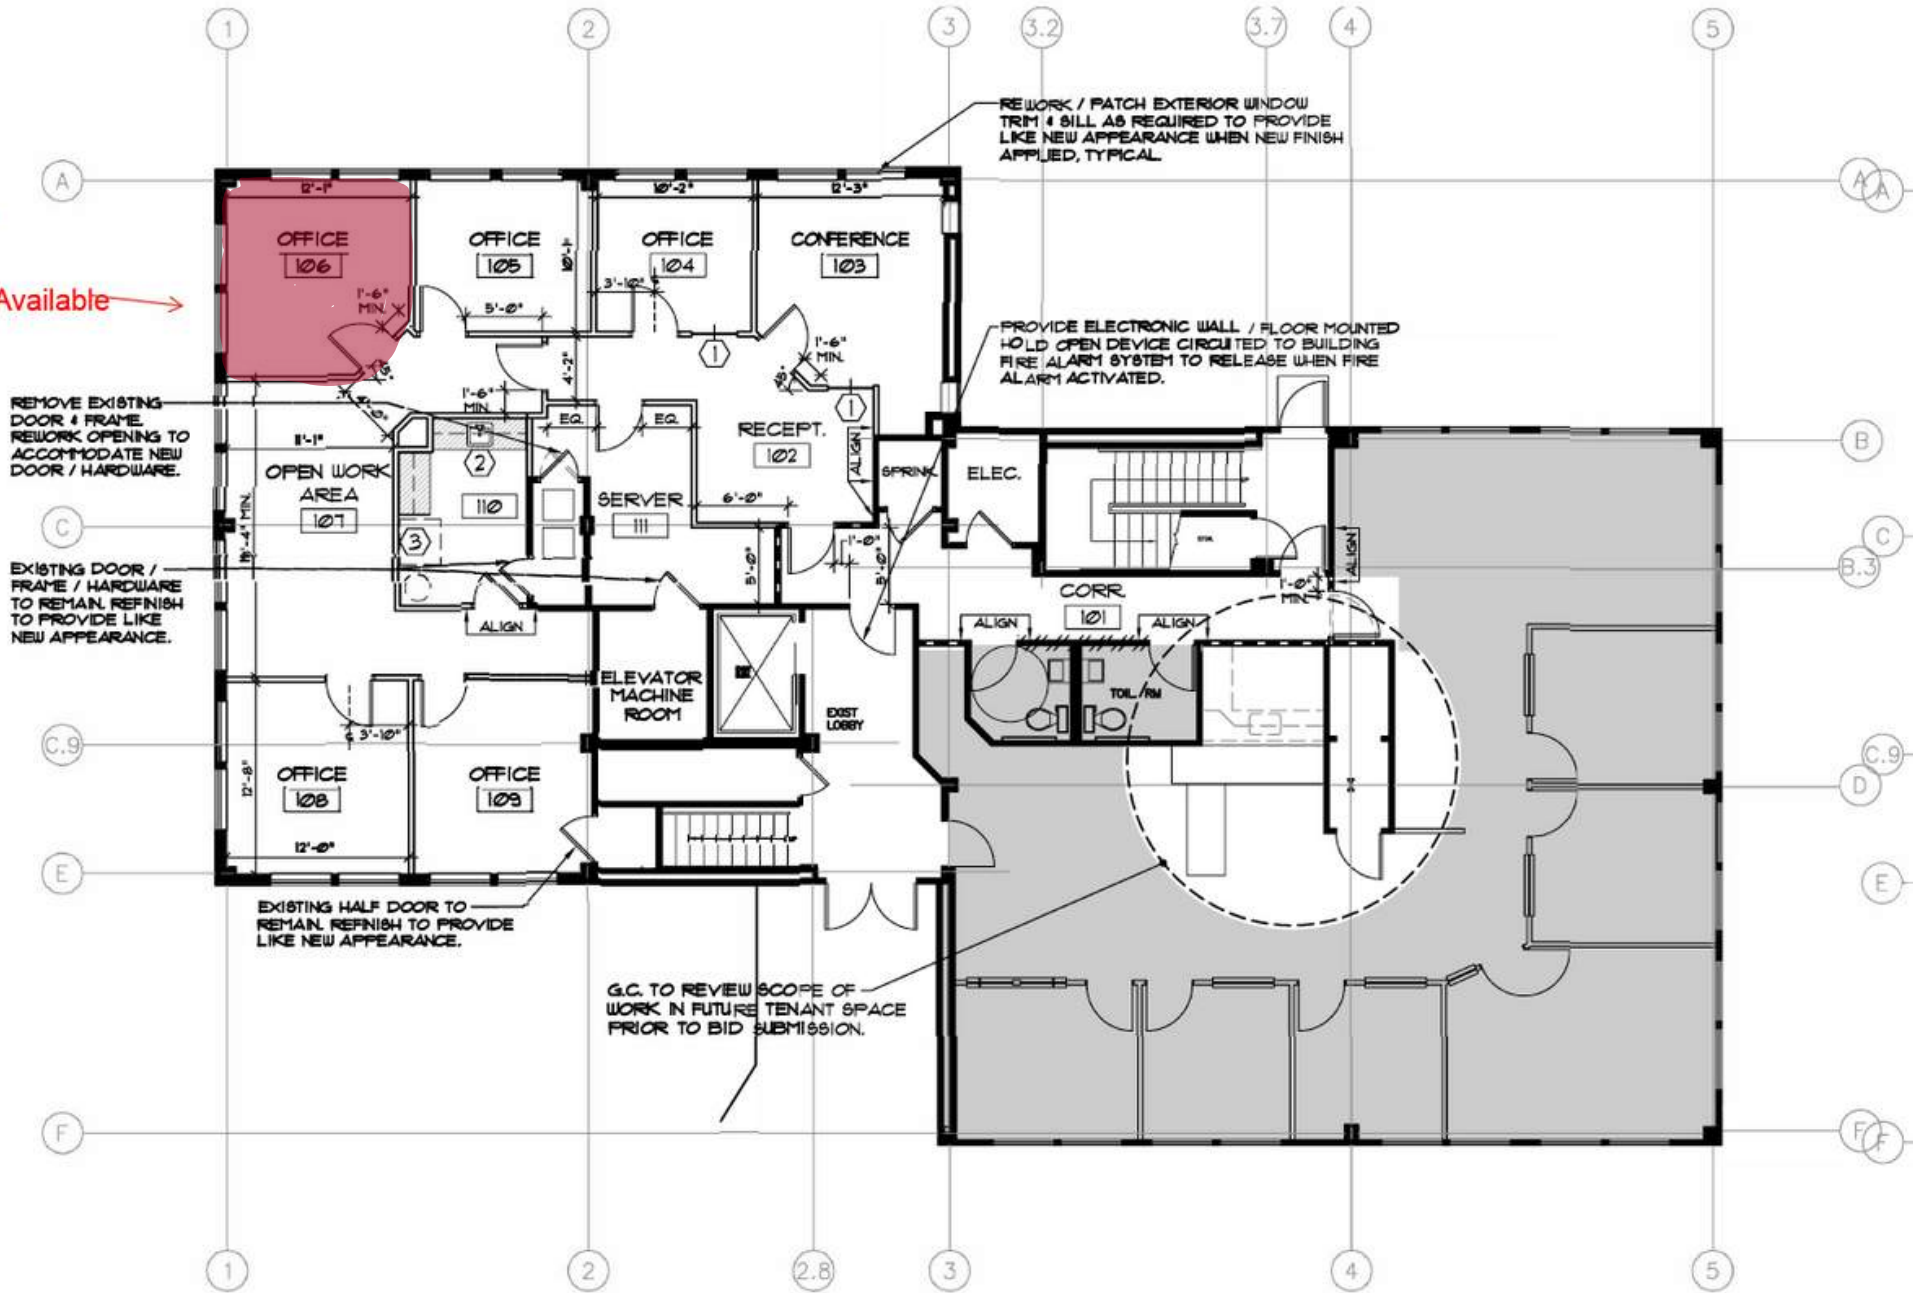 1
2
3
3.2
3.7
4
5
REWORK / PATCH EXTERIOR WINDOW
TRIM & SILL AS REQUIRED TO PROVIDE
LIKE NEW APPEARANCE WHEN NEW FINISH
APPLIED, TYPICAL.
A
A
A
12'-1"
10'-2"
12'-3"
OFFICE
106
OFFICE
105
10'-1"
OFFICE
104
CONFERENCE
103
Available
1'-6"
MIN.
5'-0"
3'-10"
1
1'-6"
MIN.
45°
PROVIDE ELECTRONIC WALL / FLOOR MOUNTED
HOLD OPEN DEVICE CIRCUITED TO BUILDING
FIRE ALARM SYSTEM TO RELEASE WHEN FIRE
ALARM ACTIVATED.
45°
4'-0"
4'-2"
1'-6"
MIN.
REMOVE EXISTING
DOOR & FRAME.
REWORK OPENING TO
ACCOMMODATE NEW
DOOR / HARDWARE.
EQ.
EQ.
1
11'-1"
RECEPT.
102
ALIGN
B
B
OPEN WORK
AREA
107
2
110
3
SERVER
111
6'-0"
SPRINK.
ELEC.
UP
C
C
ALIGN
EXISTING DOOR /
FRAME / HARDWARE
TO REMAIN. REFINISH
TO PROVIDE LIKE
NEW APPEARANCE.
5'-0"
1'-0"
5'-0"
B.3
CORR.
101
1'-0"
MIN.
ALIGN
ALIGN
ALIGN
ELEVATOR
MACHINE
ROOM
EXIST
LOBBY
TOIL. RM
C.9
C.9
3'-10"
12'-8"
OFFICE
108
OFFICE
109
D
12'-0"
E
E
EXISTING HALF DOOR TO
REMAIN. REFINISH TO PROVIDE
LIKE NEW APPEARANCE.
G.C. TO REVIEW SCOPE OF
WORK IN FUTURE TENANT SPACE
PRIOR TO BID SUBMISSION.
F
F
F
1
2
2.8
3
4
5